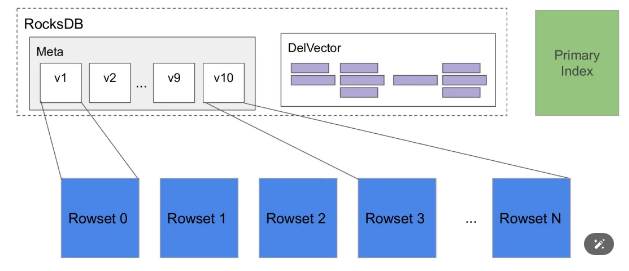 RocksDB
Meta
v1 v2 ... v9 v10
DelVector
Primary
Index
Rowset 0 Rowset 1 Rowset 2 Rowset 3 ... Rowset N